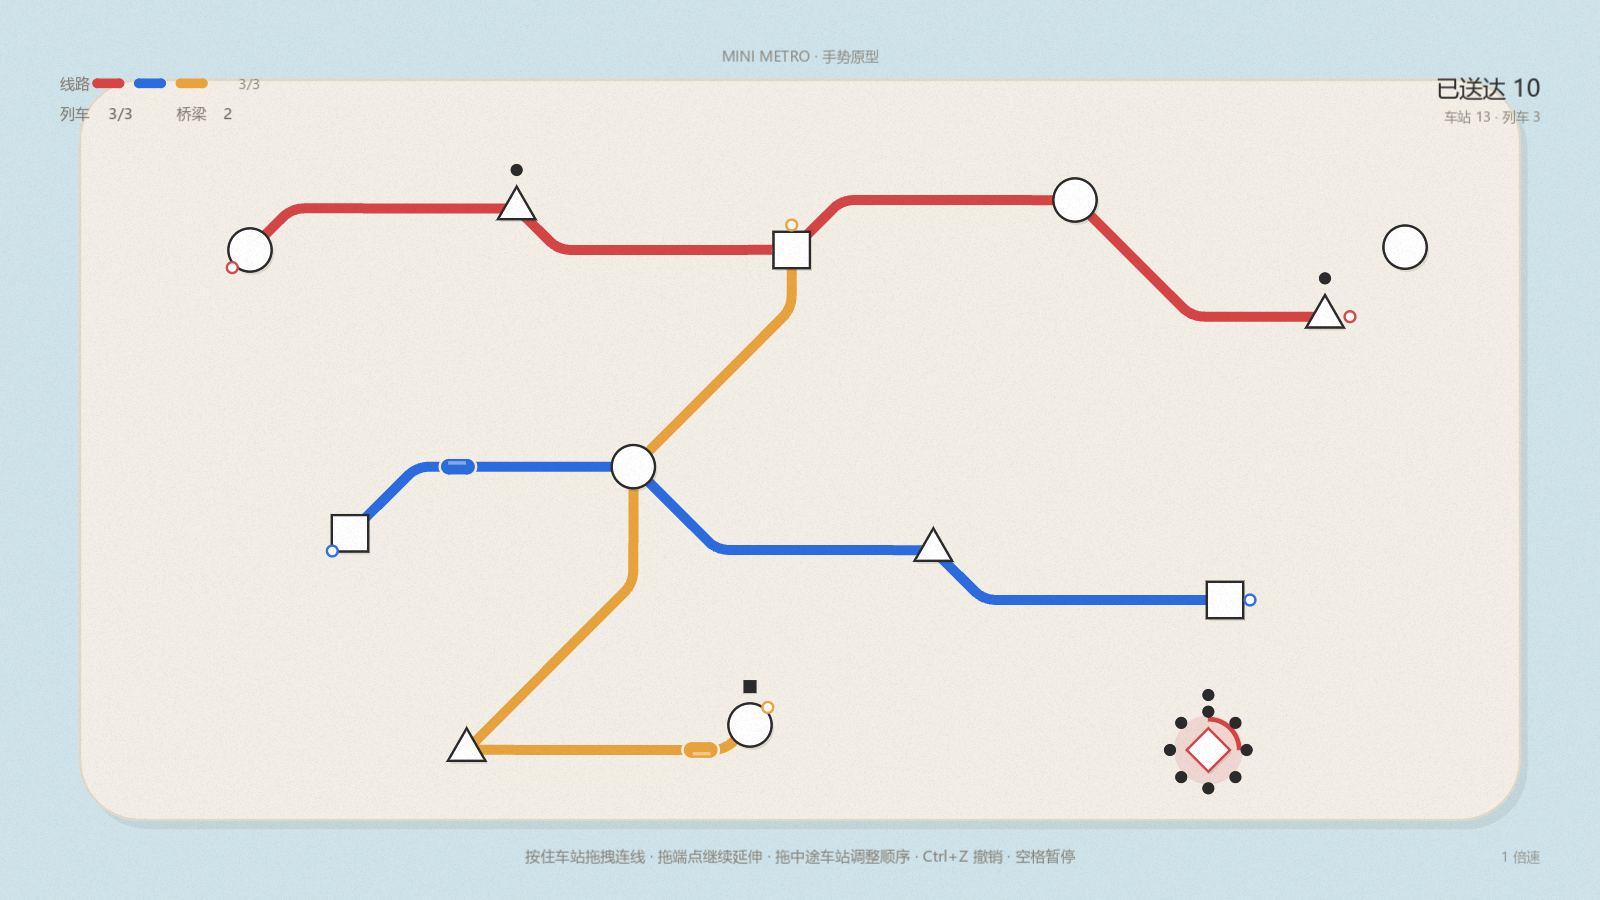 MINI METRO · 手势原型
线路 3/3
列车 3/3 桥梁 2
已送达 10
车站 13 · 列车 3
按住车站拖拽连线 · 拖端点继续延伸 · 拖中途车站调整顺序 · Ctrl+Z 撤销 · 空格暂停
1 倍速